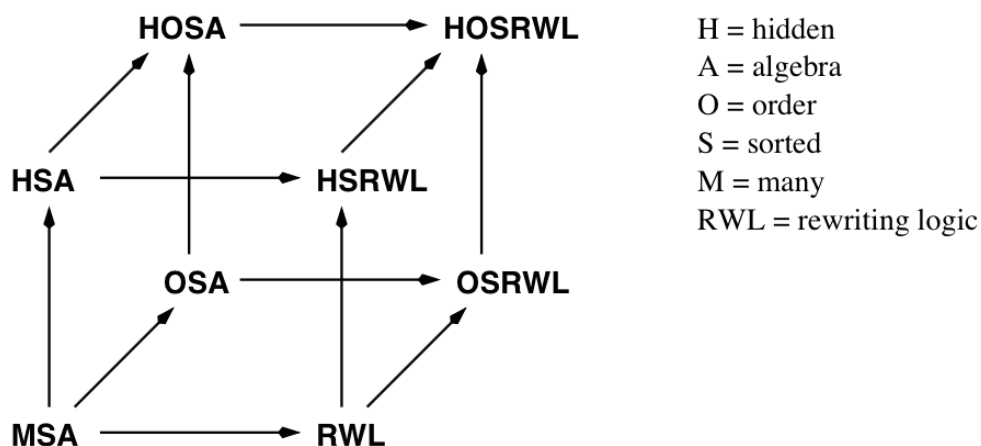 HOSA HOSRWL
HSA HSRWL
OSA OSRWL
MSA RWL
H = hidden
A = algebra
O = order
S = sorted
M = many
RWL = rewriting logic